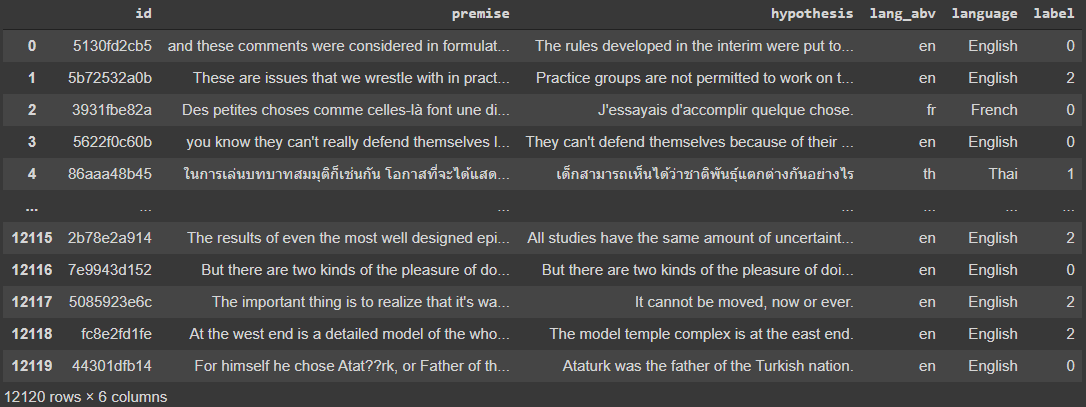 id premise hypothesis lang_abv language label
0 5130fd2cb5 and these comments were considered in formulat... The rules developed in the interim were put to... en English 0
1 5b72532a0b These are issues that we wrestle with in pract... Practice groups are not permitted to work on t... en English 2
2 3931fbe82a Des petites choses comme celles-là font une di... J'essayais d'accomplir quelque chose. fr French 0
3 5622f0c60b you know they can't really defend themselves l... They can't defend themselves because of their ... en English 0
4 86aaa48b45 ในการเล่นบทบาทสมมุติก็เช่นกัน โอกาสที่จะได้แสด... เด็กสามารถเห็นได้ว่าชาติพันธุ์แตกต่างกันอย่างไร th Thai 1
... ... ... ... ... ... ...
12115 2b78e2a914 The results of even the most well designed epi... All studies have the same amount of uncertaint... en English 2
12116 7e9943d152 But there are two kinds of the pleasure of do... But there are two kinds of the pleasure of doi... en English 0
12117 5085923e6c The important thing is to realize that it's wa... It cannot be moved, now or ever. en English 2
12118 fc8e2fd1fe At the west end is a detailed model of the who... The model temple complex is at the east end. en English 2
12119 44301dfb14 For himself he chose Atat??rk, or Father of th... Ataturk was the father of the Turkish nation. en English 0
12120 rows × 6 columns